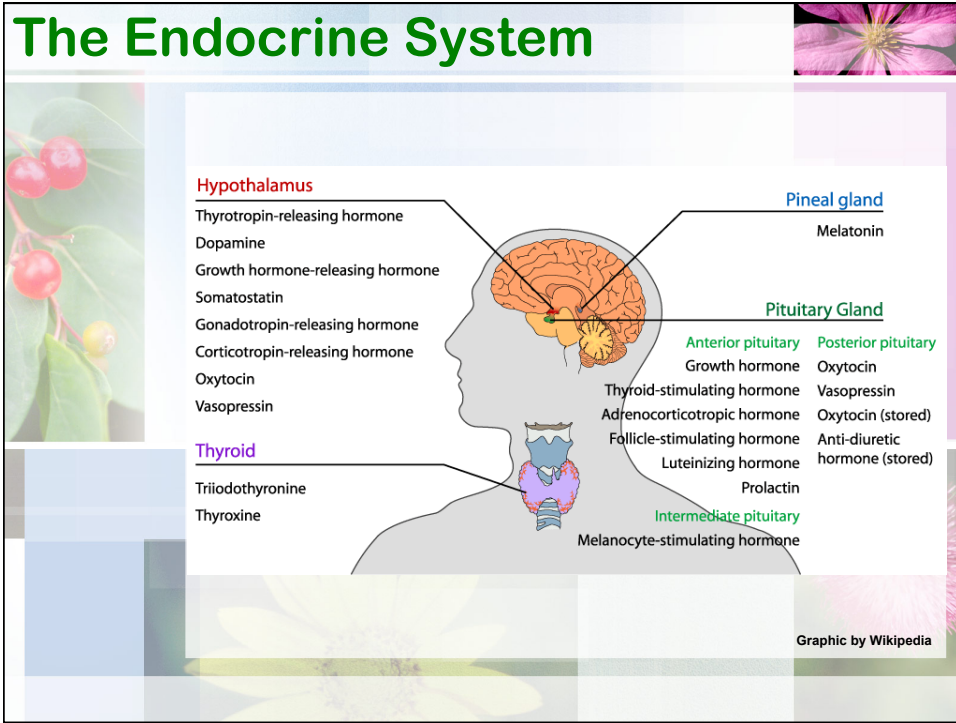 The Endocrine System
Hypothalamus
Thyrotropin-releasing hormone
Dopamine
Growth hormone-releasing hormone
Somatostatin
Gonadotropin-releasing hormone
Corticotropin-releasing hormone
Oxytocin
Vasopressin
Thyroid
Triiodothyronine
Thyroxine
Pineal gland
Melatonin
Pituitary Gland
Anterior pituitary
Growth hormone
Thyroid-stimulating hormone
Adrenocorticotropic hormone
Follicle-stimulating hormone
Luteinizing hormone
Prolactin
Intermediate pituitary
Melanocyte-stimulating hormone
Posterior pituitary
Oxytocin
Vasopressin
Oxytocin (stored)
Anti-diuretic
hormone (stored)
Graphic by Wikipedia